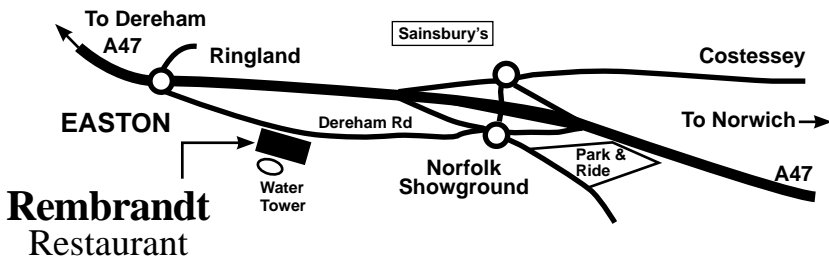 To Dereham
A47
Ringland
Sainsbury's
Costessey
EASTON
Dereham Rd
To Norwich
Norfolk
Showground
Park &
Ride
A47
Water
Tower
Rembrandt
Restaurant